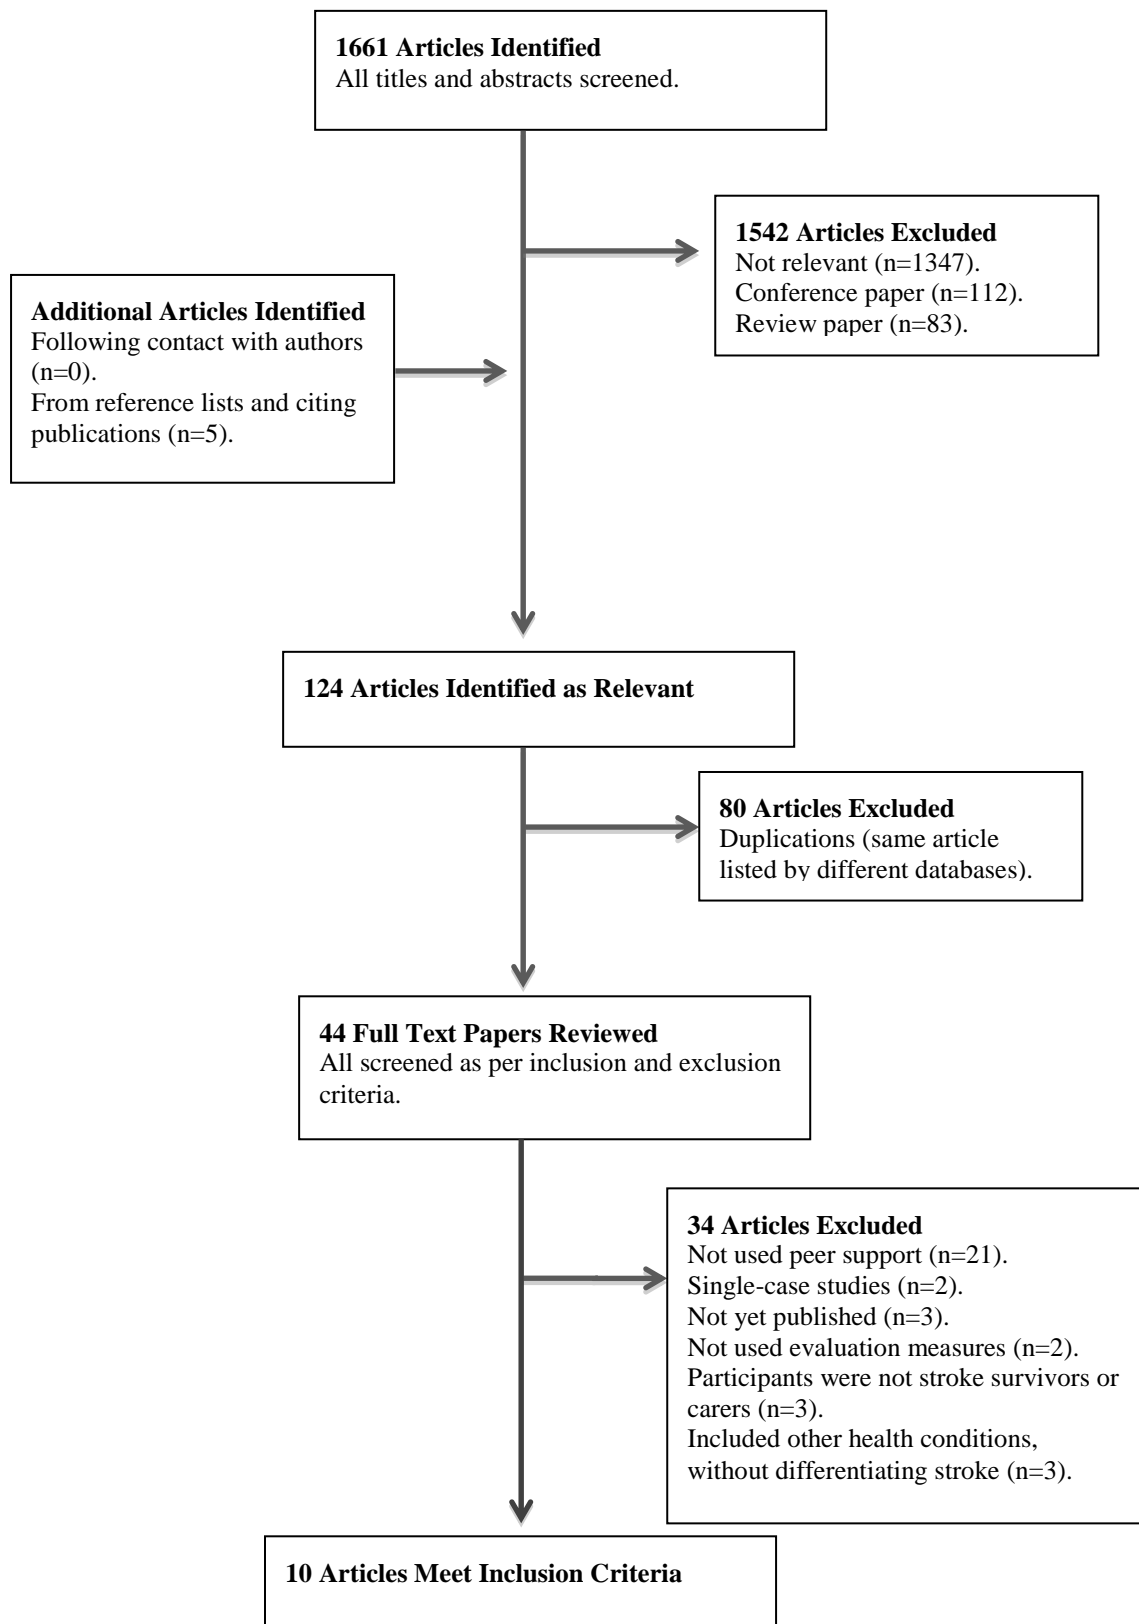 1661 Articles Identified
All titles and abstracts screened.
1542 Articles Excluded
Not relevant (n=1347).
Conference paper (n=112).
Review paper (n=83).
Additional Articles Identified
Following contact with authors
(n=0).
From reference lists and citing
publications (n=5).
124 Articles Identified as Relevant
80 Articles Excluded
Duplications (same article
listed by different databases).
44 Full Text Papers Reviewed
All screened as per inclusion and exclusion
criteria.
34 Articles Excluded
Not used peer support (n=21).
Single-case studies (n=2).
Not yet published (n=3).
Not used evaluation measures (n=2).
Participants were not stroke survivors or
carers (n=3).
Included other health conditions,
without differentiating stroke (n=3).
10 Articles Meet Inclusion Criteria